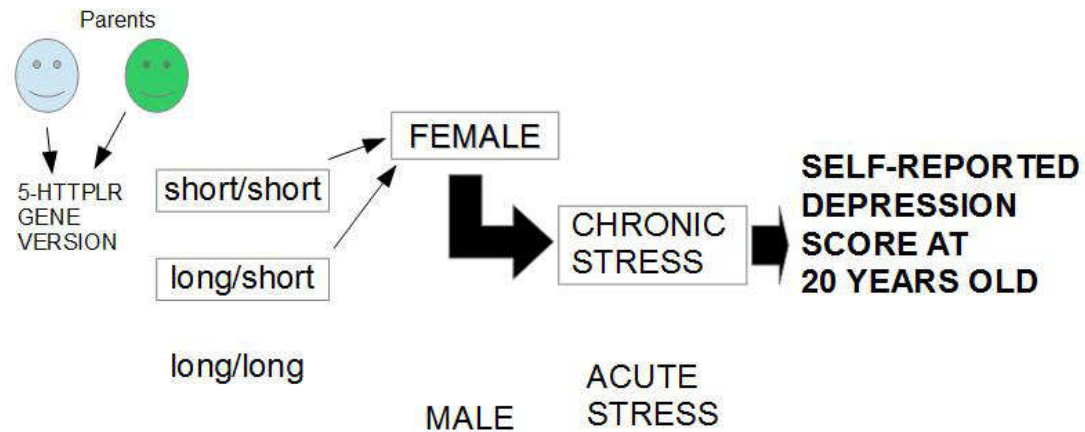 Parents
5-HTTPLR
GENE
VERSION
short/short
long/short
long/long
FEMALE
MALE
CHRONIC
STRESS
ACUTE
STRESS
SELF-REPORTED
DEPRESSION
SCORE AT
20 YEARS OLD